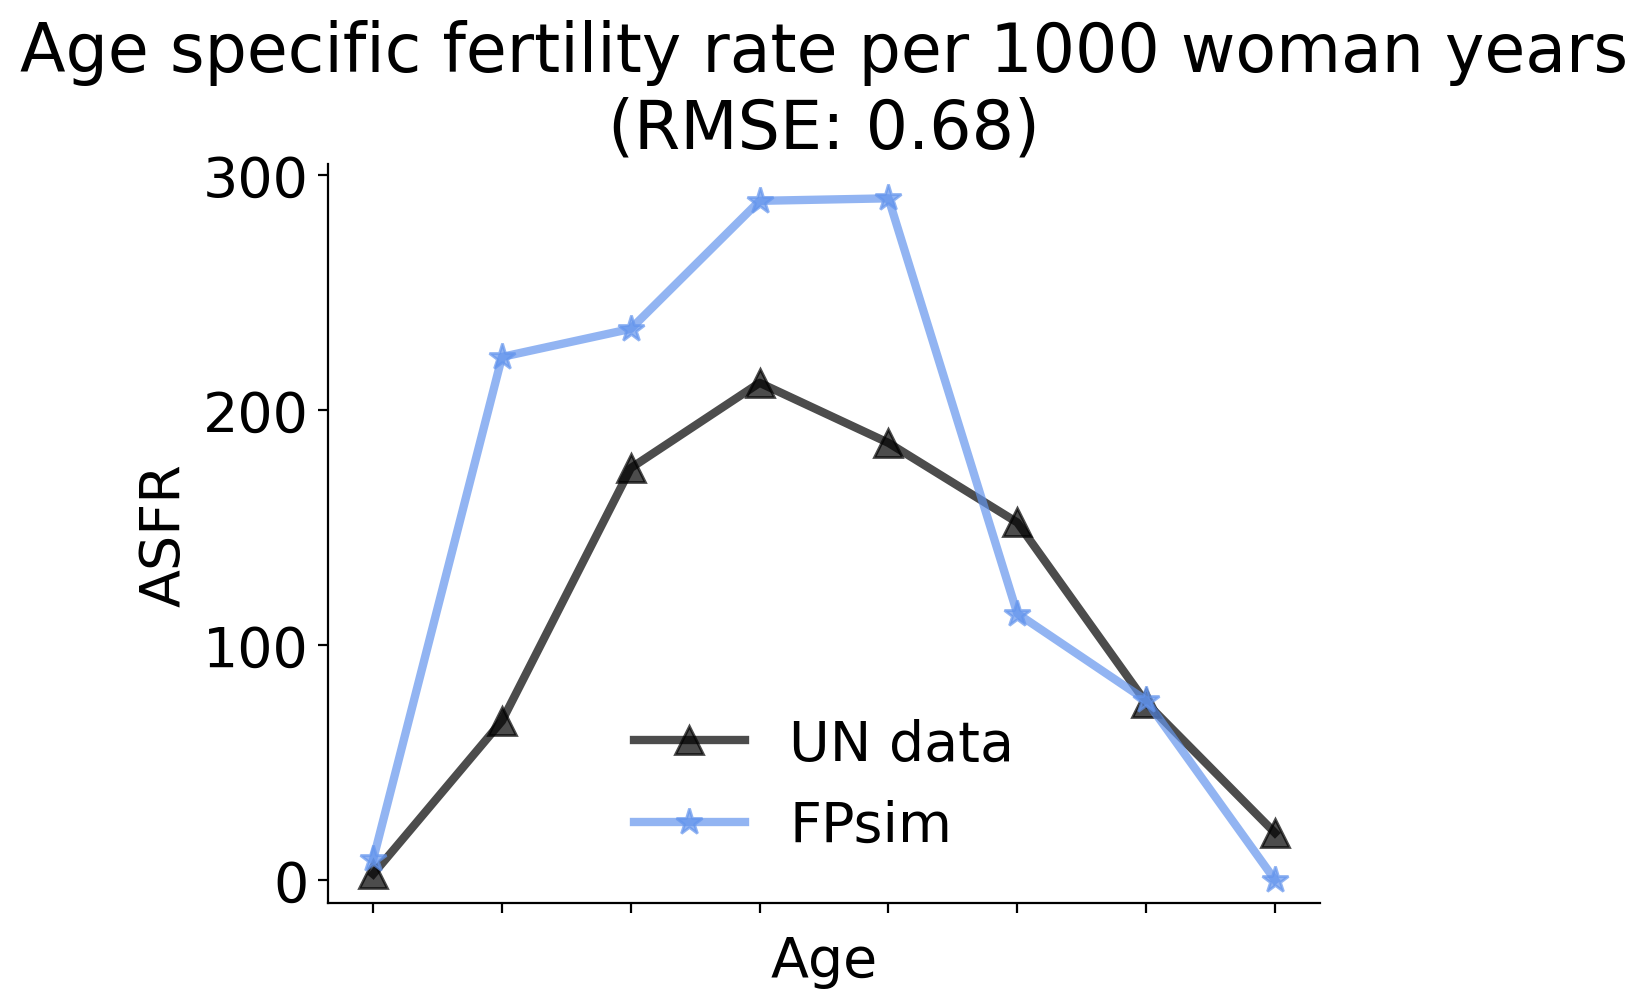 Age specific fertility rate per 1000 woman years
(RMSE: 0.68)
300
200
100
0
ASFR
UN data
FPsim
Age